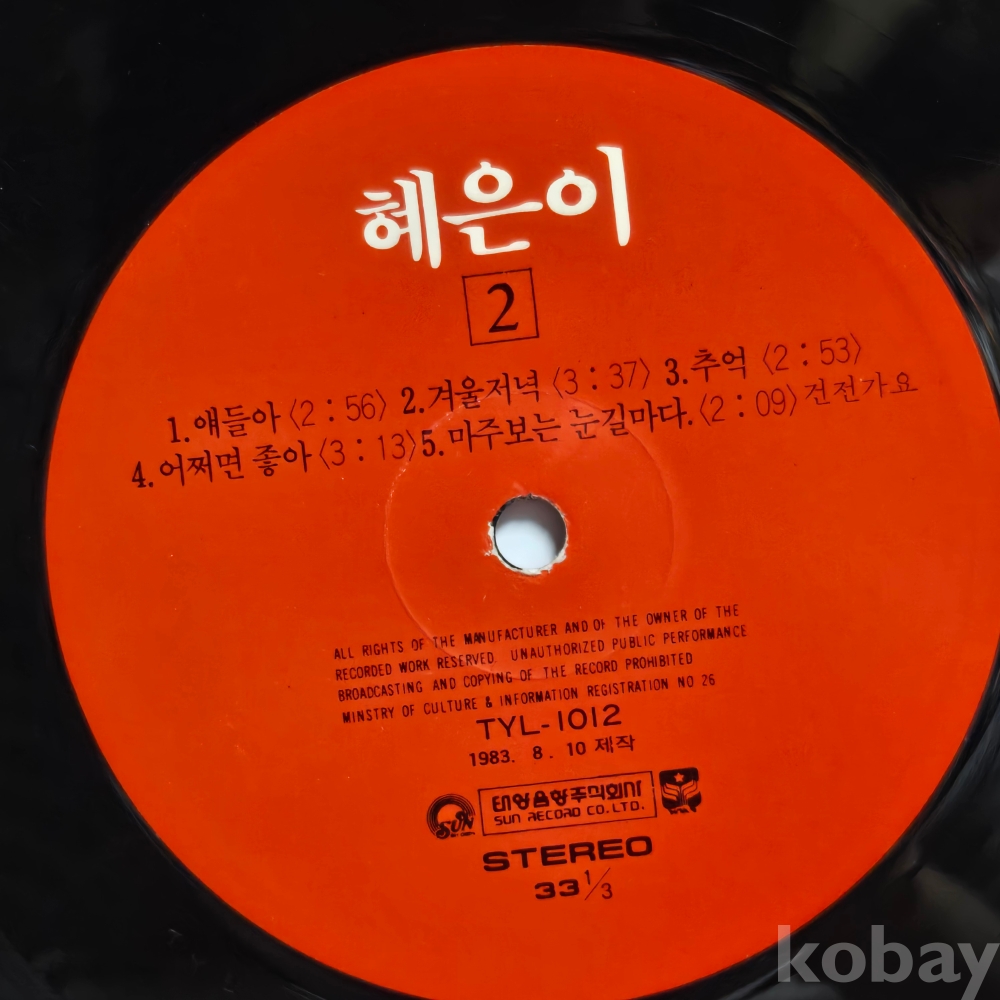 혜은이
2
1. 얘들아 〈2 : 56〉 2. 겨울저녁 〈3 : 37〉 3. 추억 〈2 : 53〉
4. 어쩌면 좋아 〈3 : 13〉 5. 마주보는 눈길마다. 〈2 : 09〉 건전가요
ALL RIGHTS OF THE MANUFACTURER AND OF THE OWNER OF THE
RECORDED WORK RESERVED. UNAUTHORIZED PUBLIC PERFORMANCE
BROADCASTING AND COPYING OF THE RECORD PROHIBITED
MINSTRY OF CULTURE & INFORMATION REGISTRATION NO 26
TYL-1012
1983. 8. 10 제작
SUN
태양음향주식회사
SUN RECORD CO. LTD.
STEREO
33 1/3
kobay